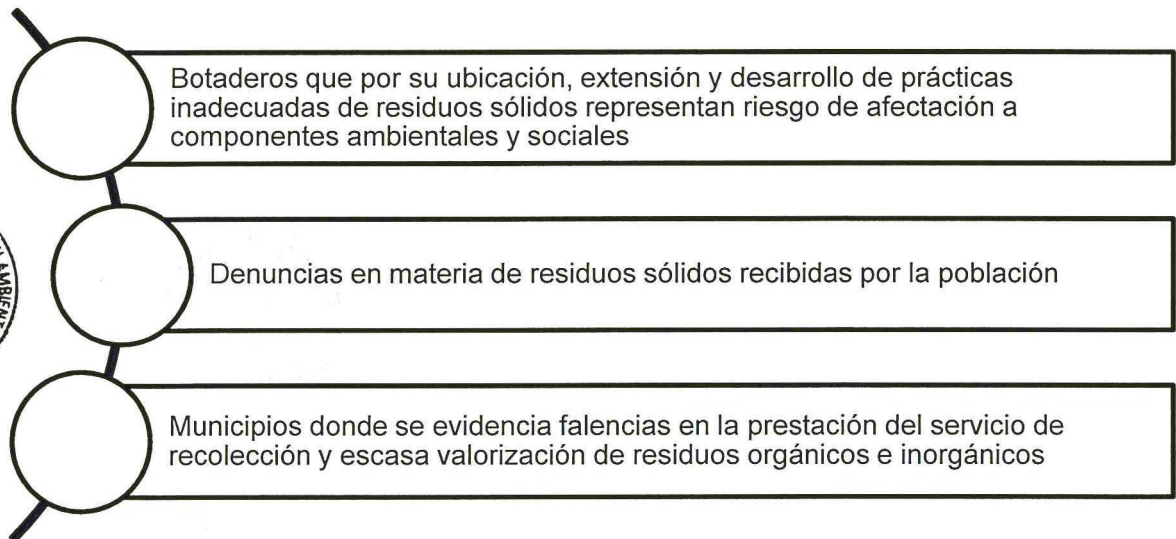 Botaderos que por su ubicación, extensión y desarrollo de prácticas
inadecuadas de residuos sólidos representan riesgo de afectación a
componentes ambientales y sociales
AMBIENT
Denuncias en materia de residuos sólidos recibidas por la población
Municipios donde se evidencia falencias en la prestación del servicio de
recolección y escasa valorización de residuos orgánicos e inorgánicos